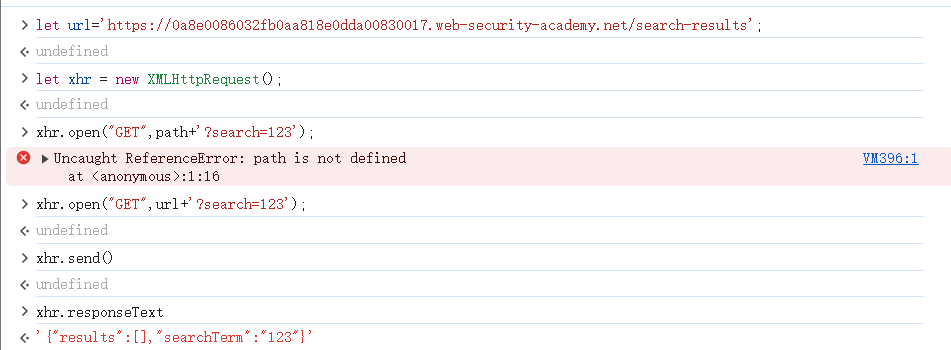 let url='https://0a8e0086032fb0aa818e0dda00830017.web-security-academy.net/search-results';
undefined
let xhr = new XMLHttpRequest();
undefined
xhr.open("GET",path+'?search=123');
Uncaught ReferenceError: path is not defined VM396:1
at <anonymous>:1:16
xhr.open("GET",url+'?search=123');
undefined
xhr.send()
undefined
xhr.responseText
'{"results":[],"searchTerm":"123"}'